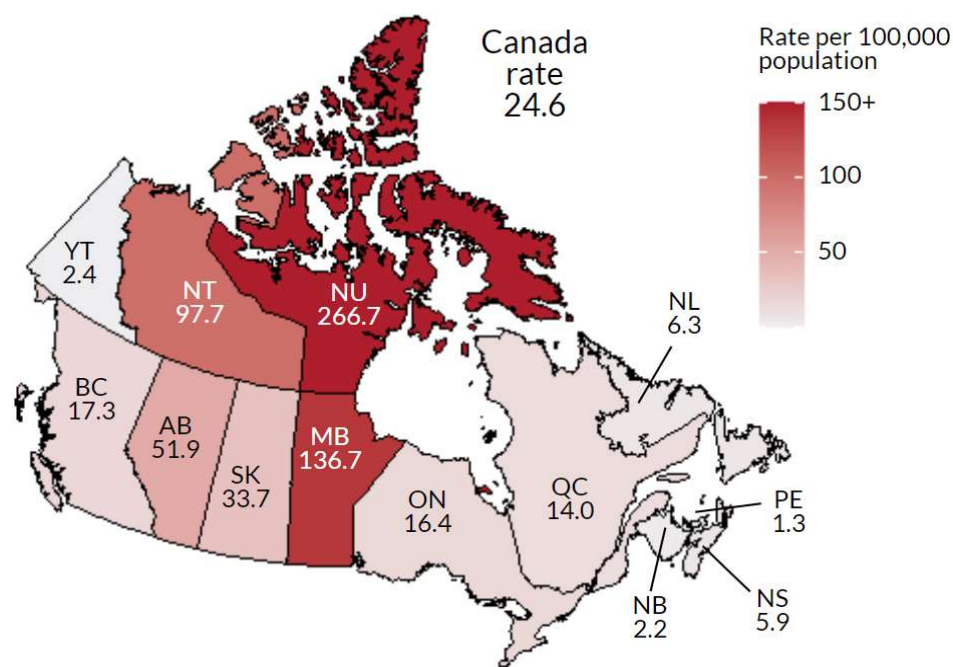 Canada
rate
24.6
Rate per 100,000
population
150+
100
50
YT
2.4
NT
97.7
NU
266.7
NL
6.3
BC
17.3
AB
51.9
SK
33.7
MB
136.7
ON
16.4
QC
14.0
PE
1.3
NB
2.2
NS
5.9